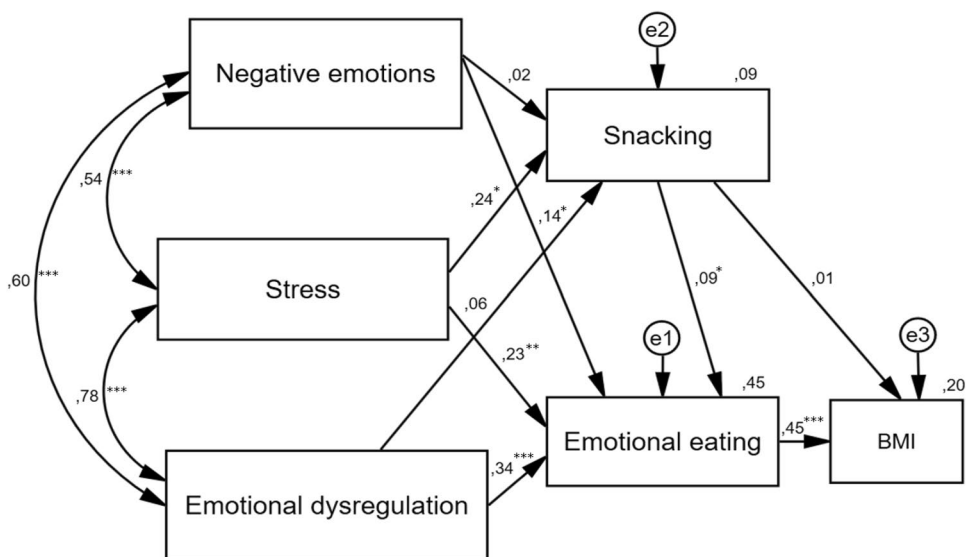 e2
Negative emotions
,02
,09
Snacking
,54***
,24*
,14*
,60***
Stress
,06
,09*
,01
,23**
e1
e3
,78***
,45
,20
Emotional eating
,45***
BMI
,34***
Emotional dysregulation